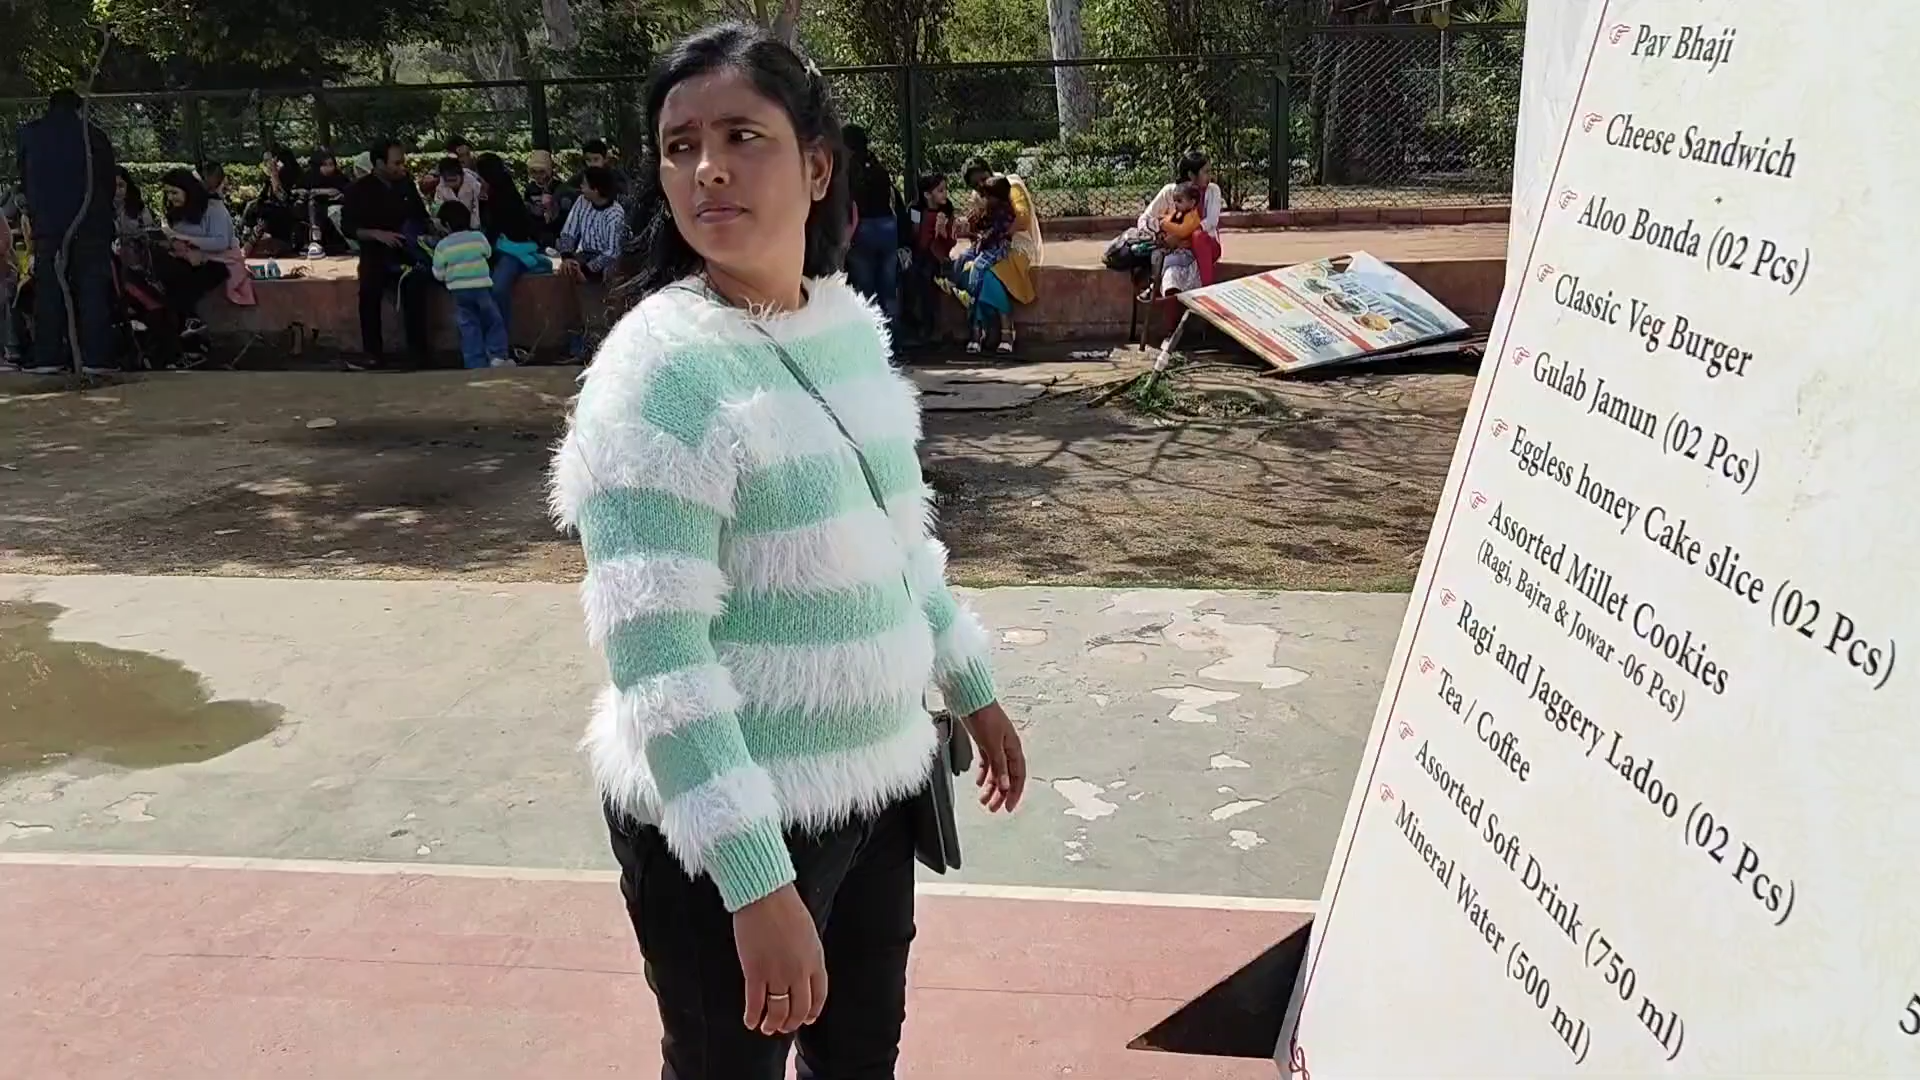 Pav Bhaji
Cheese Sandwich
Aloo Bonda (02 Pcs)
Classic Veg Burger
Gulab Jamun (02 Pcs)
Eggless honey Cake slice (02 Pcs)
Assorted Millet Cookies
(Ragi, Bajra & Jowar -06 Pcs)
Ragi and Jaggery Ladoo (02 Pcs)
Tea / Coffee
Assorted Soft Drink (750 ml)
Mineral Water (500 ml)
5